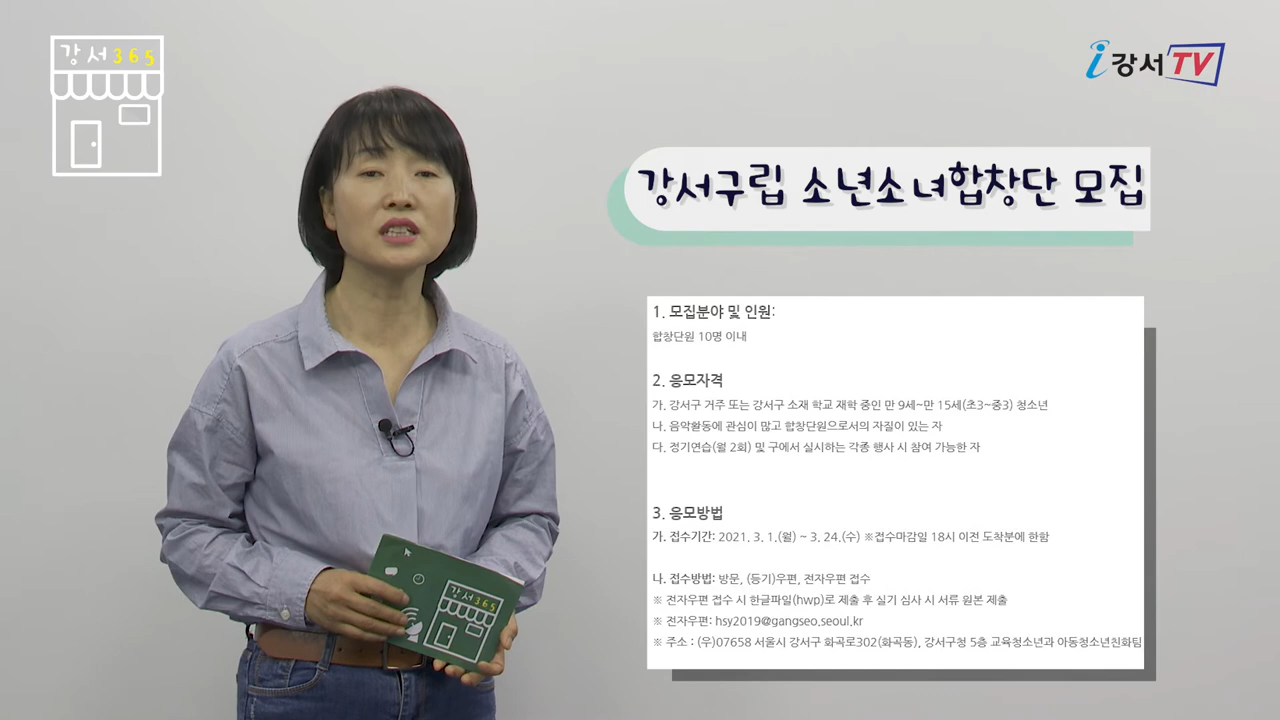 강서365
i강서TV
강서구립 소년소녀합창단 모집
1. 모집분야 및 인원:
합창단원 10명 이내
2. 응모자격
가. 강서구 거주 또는 강서구 소재 학교 재학 중인 만 9세~만 15세(초3~중3) 청소년
나. 음악활동에 관심이 많고 합창단원으로서의 자질이 있는 자
다. 정기연습(월 2회) 및 구에서 실시하는 각종 행사 시 참여 가능한 자
3. 응모방법
가. 접수기간: 2021. 3. 1.(월) ~ 3. 24.(수) ※접수마감일 18시 이전 도착분에 한함
나. 접수방법: 방문, (등기)우편, 전자우편 접수
※ 전자우편 접수 시 한글파일(hwp)로 제출 후 실기 심사 시 서류 원본 제출
※ 전자우편: hsy2019@gangseo.seoul.kr
※ 주소 : (우)07658 서울시 강서구 화곡로302(화곡동), 강서구청 5층 교육청소년과 아동청소년친화팀
강서365